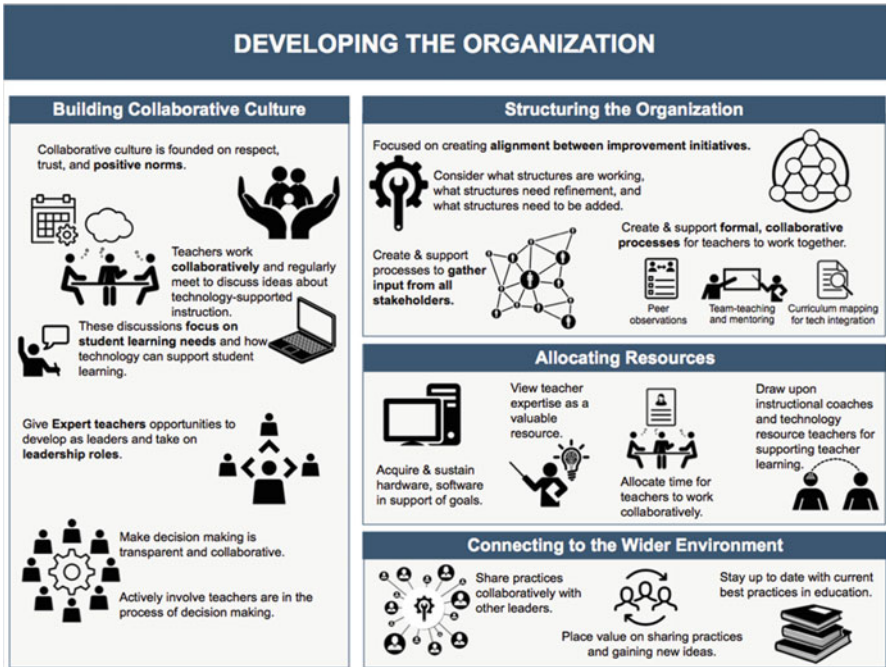 DEVELOPING THE ORGANIZATION
Building Collaborative Culture
Collaborative culture is founded on respect,
trust, and positive norms.
Teachers work
collaboratively and regularly
meet to discuss ideas about
technology-supported
instruction.
These discussions focus on
student learning needs and how
technology can support student
learning.
Give Expert teachers opportunities to
develop as leaders and take on
leadership roles.
Make decision making is
transparent and collaborative.
Actively involve teachers are in the
process of decision making.
Structuring the Organization
Focused on creating alignment between improvement initiatives.
Consider what structures are working,
what structures need refinement, and
what structures need to be added.
Create & support
processes to gather
input from all
stakeholders.
Create & support formal, collaborative
processes for teachers to work together.
Peer
observations
Team-teaching
and mentoring
Curriculum mapping
for tech integration
Allocating Resources
Acquire & sustain
hardware, software
in support of goals.
View teacher
expertise as a
valuable
resource.
Allocate time for
teachers to work
collaboratively.
Draw upon
instructional coaches
and technology
resource teachers for
supporting teacher
learning.
Connecting to the Wider Environment
Share practices
collaboratively with
other leaders.
Place value on sharing practices
and gaining new ideas.
Stay up to date with current
best practices in education.